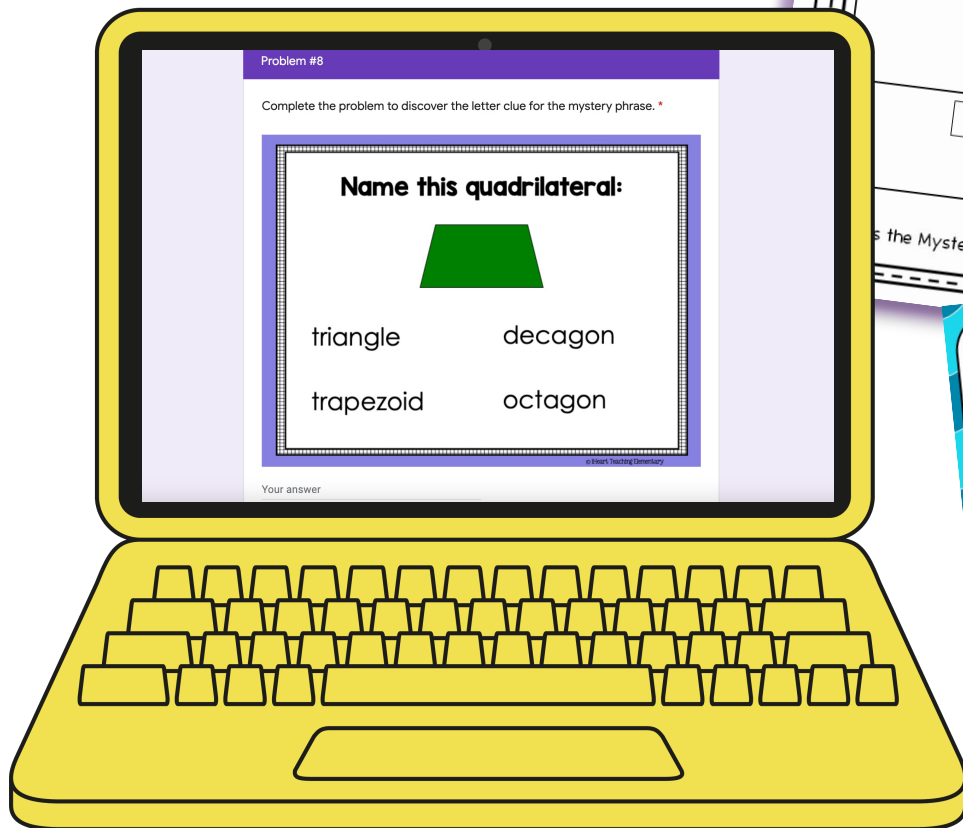 Problem #8
Complete the problem to discover the letter clue for the mystery phrase. *
Name this quadrilateral:
triangle
decagon
trapezoid
octagon
© iHeart Teaching Elementary
Your answer
the